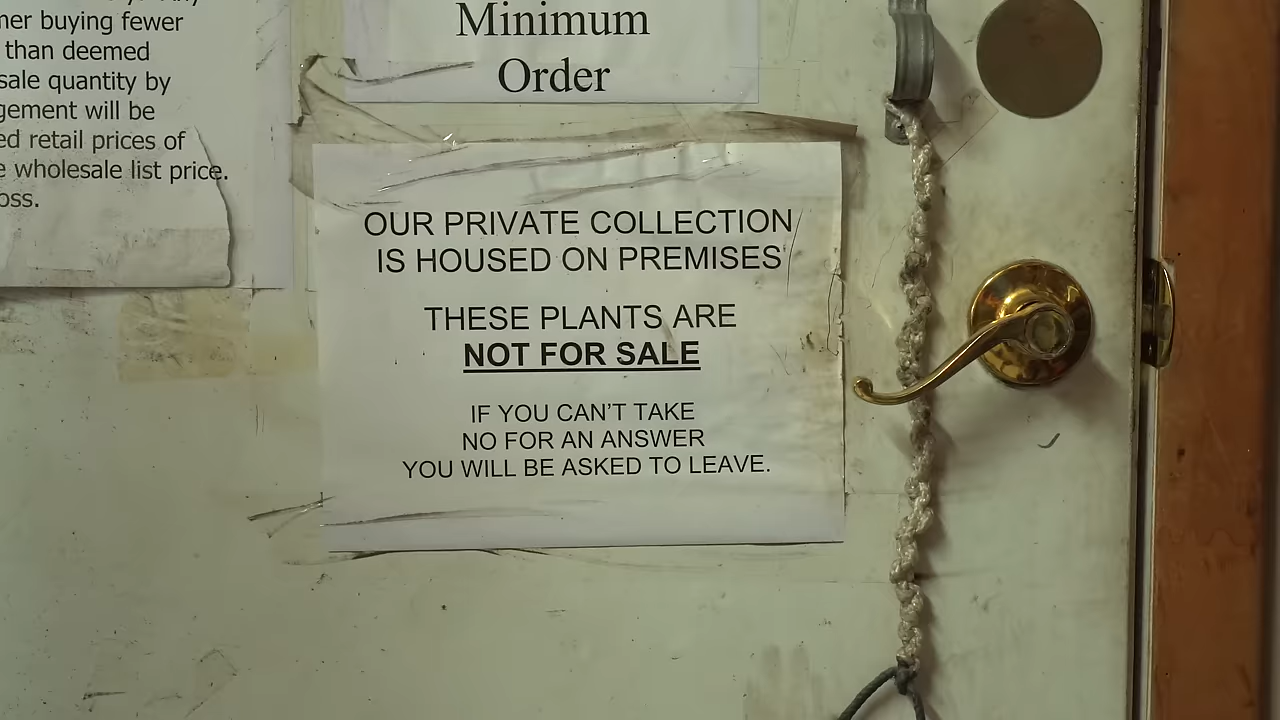 mer buying fewer
than deemed
sale quantity by
gement will be
ed retail prices of
e wholesale list price.
oss.
Minimum
Order
OUR PRIVATE COLLECTION
IS HOUSED ON PREMISES
THESE PLANTS ARE
NOT FOR SALE
IF YOU CAN'T TAKE
NO FOR AN ANSWER
YOU WILL BE ASKED TO LEAVE.